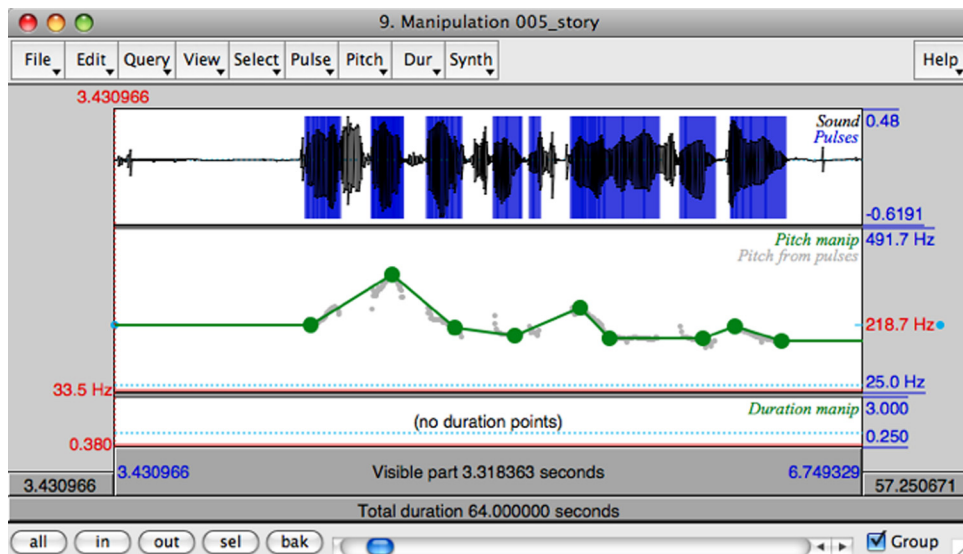 9. Manipulation 005_story
File Edit Query View Select Pulse Pitch Dur Synth Help
3.430966
Sound 0.48
Pulses
-0.6191
Pitch manip 491.7 Hz
Pitch from pulses
218.7 Hz
33.5 Hz 25.0 Hz
Duration manip 3.000
(no duration points)
0.380 0.250
3.430966 Visible part 3.318363 seconds 6.749329
3.430966 57.250671
Total duration 64.000000 seconds
all in out sel bak Group